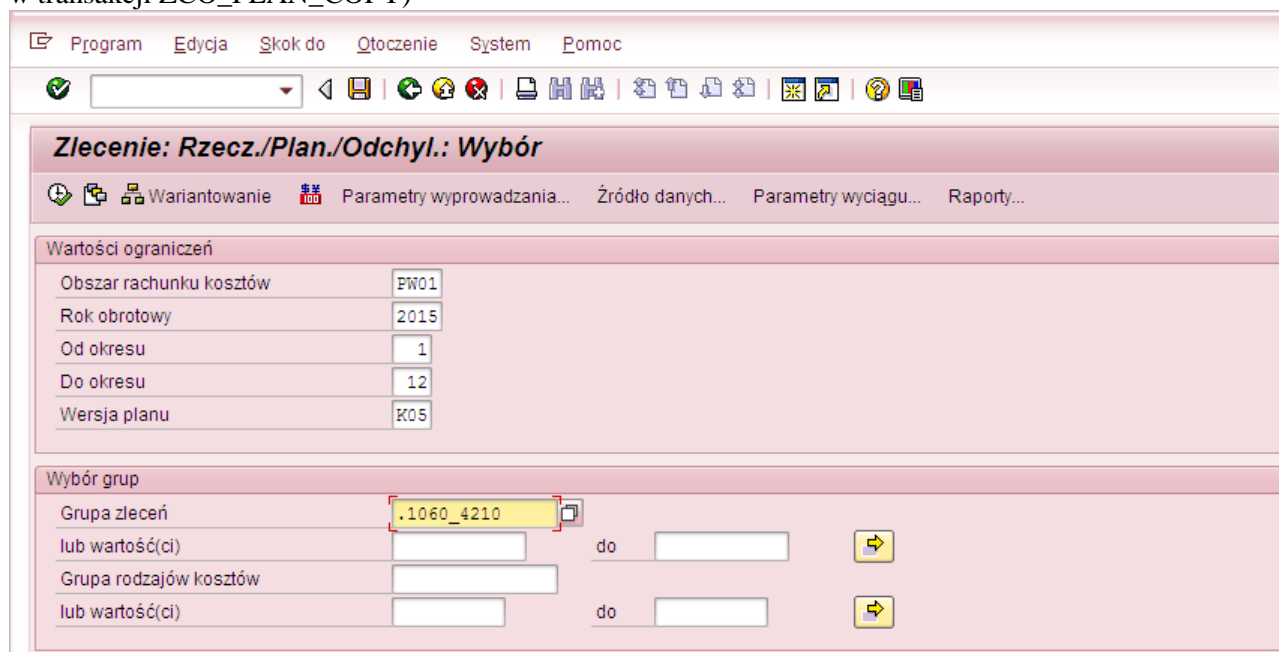 w transakcji ZCO_PLAN_COPY)
Program Edycja Skok do Otoczenie System Pomoc
Zlecenie: Rzecz./Plan./Odchyl.: Wybór
Wariantowanie Parametry wyprowadzania... Źródło danych... Parametry wyciągu... Raporty...
Wartości ograniczeń
Obszar rachunku kosztów PW01
Rok obrotowy 2015
Od okresu 1
Do okresu 12
Wersja planu K05
Wybór grup
Grupa zleceń .1060_4210
lub wartość(ci) do
Grupa rodzajów kosztów
lub wartość(ci) do